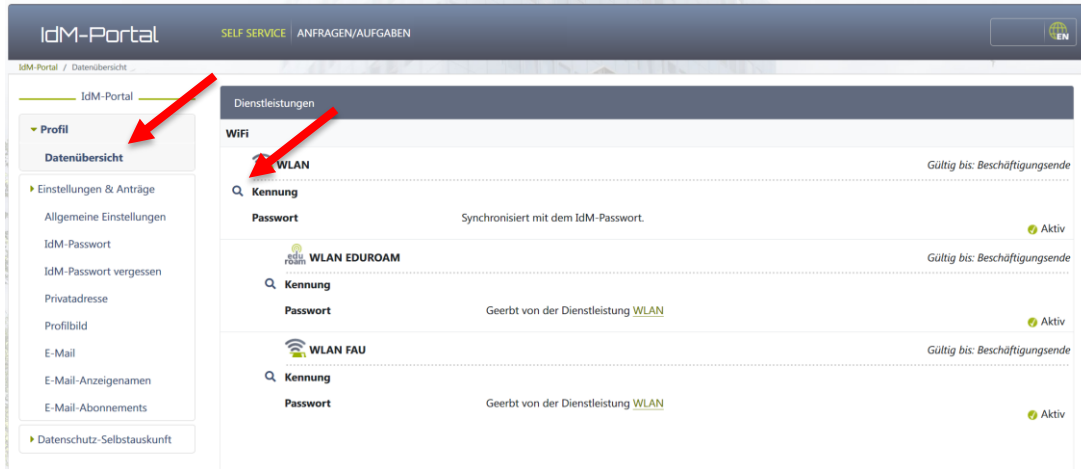 IdM-Portal
SELF SERVICE ANFRAGEN/AUFGABEN
EN
IdM-Portal / Datenübersicht
IdM-Portal
Profil
Datenübersicht
Einstellungen & Anträge
Allgemeine Einstellungen
IdM-Passwort
IdM-Passwort vergessen
Privatadresse
Profilbild
E-Mail
E-Mail-Anzeigenamen
E-Mail-Abonnements
Datenschutz-Selbstauskunft
Dienstleistungen
WiFi
WLAN Gültig bis: Beschäftigungsende
Kennung
Passwort Synchronisiert mit dem IdM-Passwort.
Aktiv
edu
roam
WLAN EDUROAM Gültig bis: Beschäftigungsende
Kennung
Passwort Geerbt von der Dienstleistung WLAN
Aktiv
WLAN FAU Gültig bis: Beschäftigungsende
Kennung
Passwort Geerbt von der Dienstleistung WLAN
Aktiv